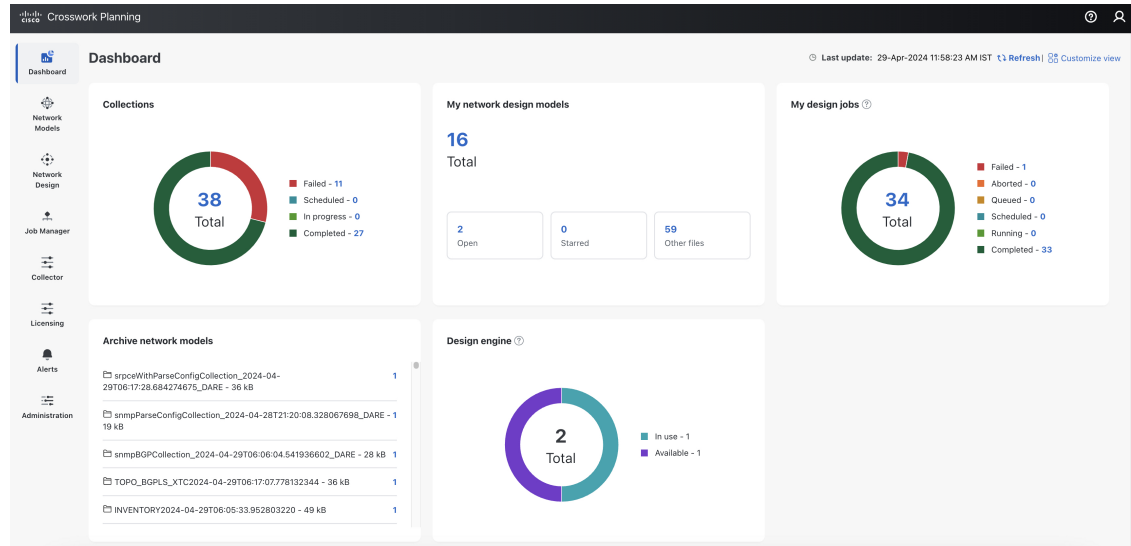 cisco Crosswork Planning
Dashboard
Last update: 29-Apr-2024 11:58:23 AM IST Refresh | Customize view
Dashboard
Network
Models
Network
Design
Job Manager
Collector
Licensing
Alerts
Administration
Collections
38
Total
Failed - 11
Scheduled - 0
In progress - 0
Completed - 27
My network design models
16
Total
2
Open
0
Starred
59
Other files
My design jobs
34
Total
Failed - 1
Aborted - 0
Queued - 0
Scheduled - 0
Running - 0
Completed - 33
Archive network models
srpceWithParseConfigCollection_2024-04-
29T06:17:28.684274675_DARE - 36 kB 1
snmpParseConfigCollection_2024-04-28T21:20:08.328067698_DARE - 1
19 kB
snmpBGPCollection_2024-04-29T06:06:04.541936602_DARE - 28 kB 1
TOPO_BGPLS_XTC2024-04-29T06:17:07.778132344 - 36 kB 1
INVENTORY2024-04-29T06:05:33.952803220 - 49 kB 1
Design engine
2
Total
In use - 1
Available - 1